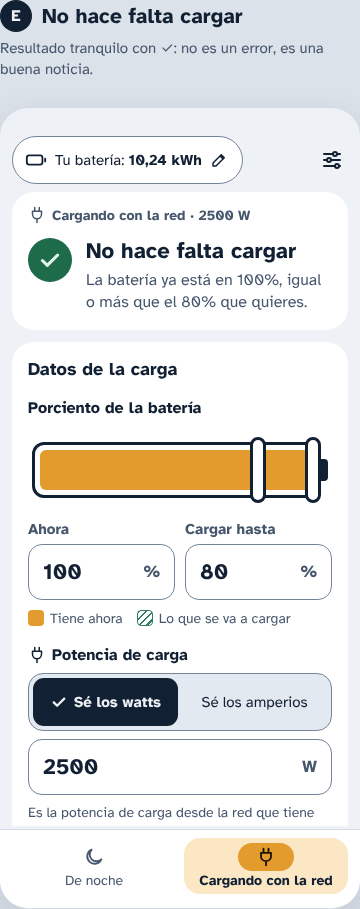 E No hace falta cargar
Resultado tranquilo con ✓: no es un error, es una
buena noticia.
Tu batería: 10,24 kWh
Cargando con la red · 2500 W
No hace falta cargar
La batería ya está en 100%, igual
o más que el 80% que quieres.
Datos de la carga
Porciento de la batería
Ahora Cargar hasta
100 % 80 %
Tiene ahora Lo que se va a cargar
Potencia de carga
✓ Sé los watts Sé los amperios
2500 W
Es la potencia de carga desde la red que tiene
De noche Cargando con la red